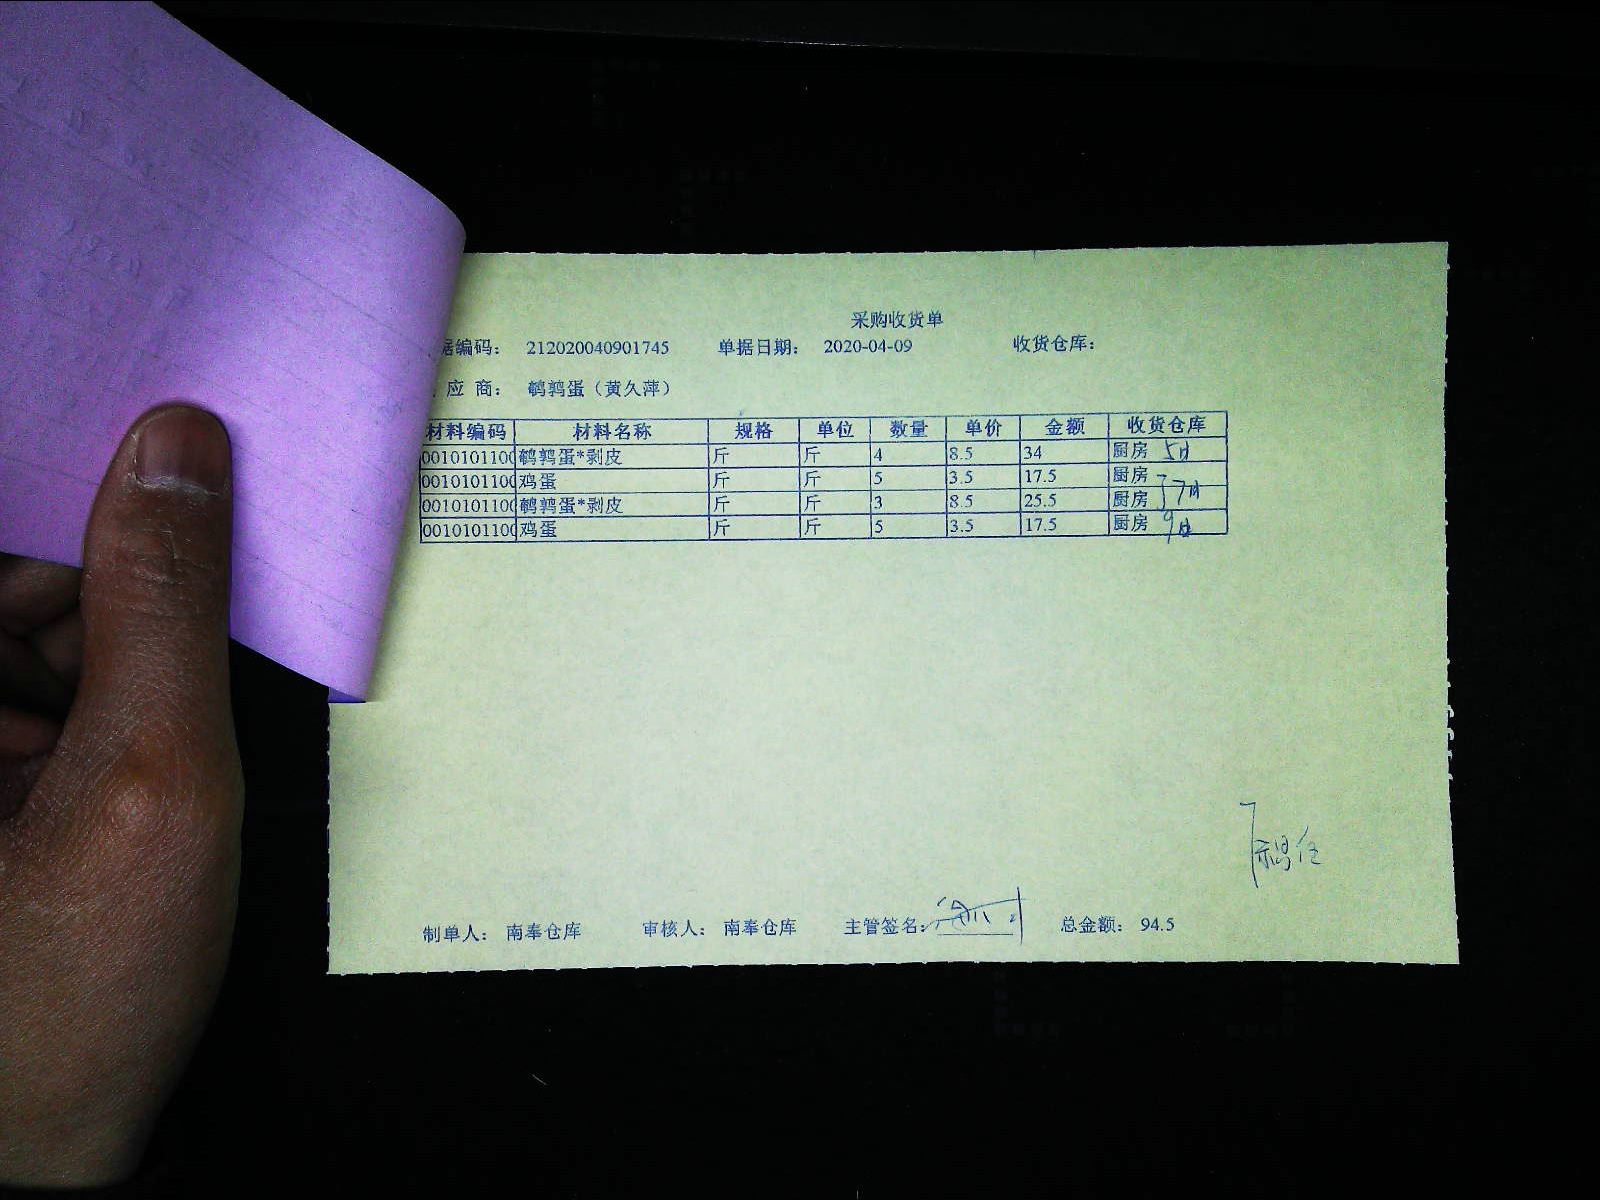 采购收货单
据编码： 212020040901745 单据日期： 2020-04-09 收货仓库：
应 商： 鹌鹑蛋（黄久萍）
材料编码 材料名称 规格 单位 数量 单价 金额 收货仓库
0010101100 鹌鹑蛋*剥皮 斤 斤 4 8.5 34 厨房 5日
0010101100 鸡蛋 斤 斤 5 3.5 17.5 厨房
0010101100 鹌鹑蛋*剥皮 斤 斤 3 8.5 25.5 厨房 7日
0010101100 鸡蛋 斤 斤 5 3.5 17.5 厨房 9日
制单人： 南奉仓库 审核人： 南奉仓库 主管签名： 总金额： 94.5